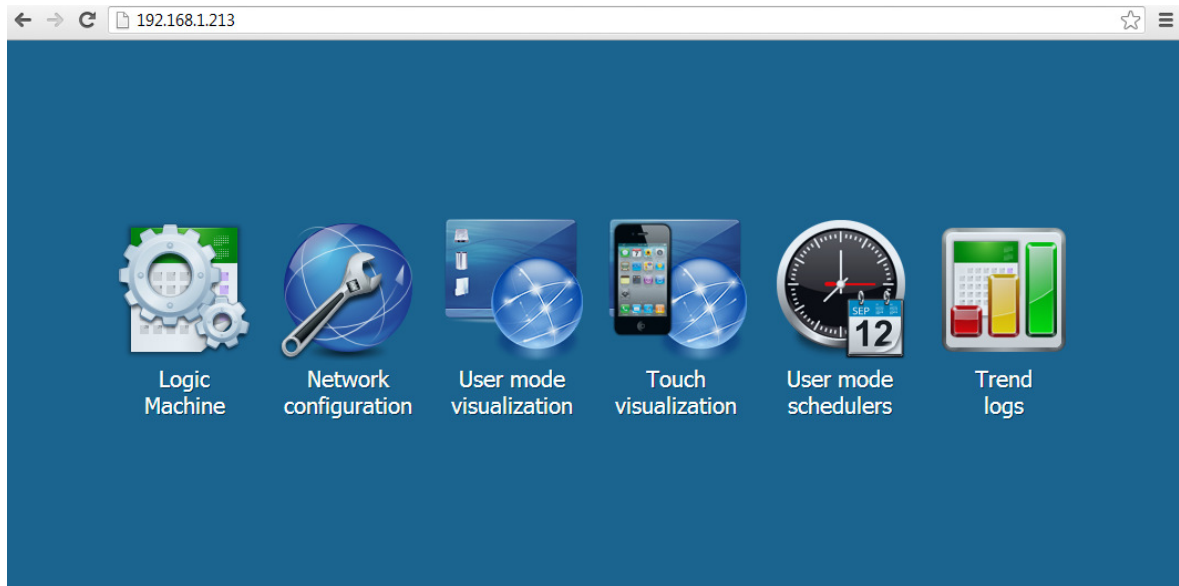 192.168.1.213
SEP
12
Logic
Machine
Network
configuration
User mode
visualization
Touch
visualization
User mode
schedulers
Trend
logs